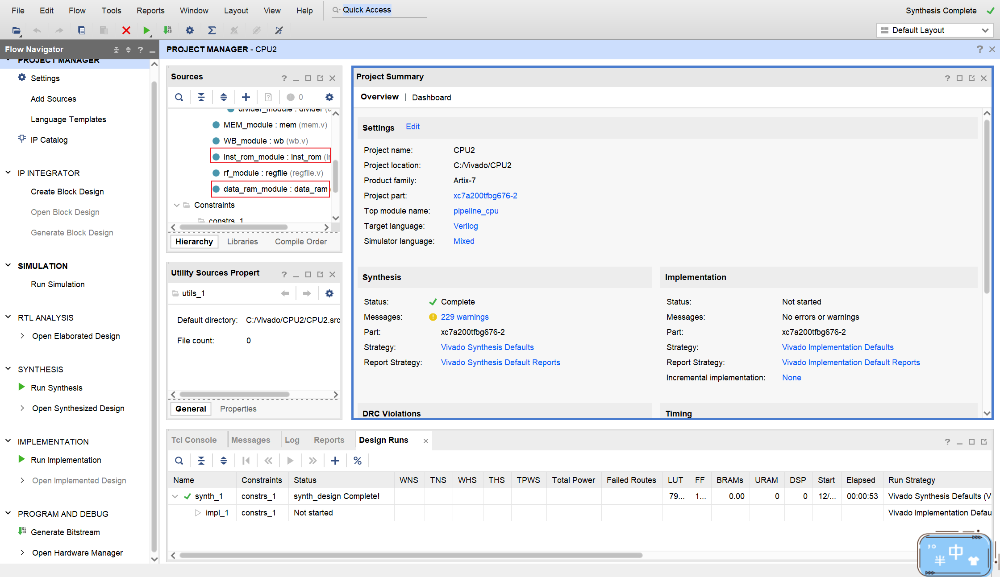 File Edit Flow Tools Reports Window Layout View Help Quick Access Synthesis Complete
Default Layout
Flow Navigator
PROJECT MANAGER - CPU2
PROJECT MANAGER
Settings
Add Sources
Language Templates
IP Catalog
IP INTEGRATOR
Create Block Design
Open Block Design
Generate Block Design
SIMULATION
Run Simulation
RTL ANALYSIS
Open Elaborated Design
SYNTHESIS
Run Synthesis
Open Synthesized Design
IMPLEMENTATION
Run Implementation
Open Implemented Design
PROGRAM AND DEBUG
Generate Bitstream
Open Hardware Manager
Sources
0
divider_module : divider
MEM_module : mem (mem.v)
WB_module : wb (wb.v)
inst_rom_module : inst_rom
rf_module : regfile (regfile.v)
data_ram_module : data_ram
Constraints
constrs_1
Hierarchy Libraries Compile Order
Utility Sources Propert
utils_1
Default directory: C:/Vivado/CPU2/CPU2.src
File count: 0
General Properties
Project Summary
Overview | Dashboard
Settings Edit
Project name: CPU2
Project location: C:/Vivado/CPU2
Product family: Artix-7
Project part: xc7a200tfbg676-2
Top module name: pipeline_cpu
Target language: Verilog
Simulator language: Mixed
Synthesis
Status: Complete
Messages: 229 warnings
Part: xc7a200tfbg676-2
Strategy: Vivado Synthesis Defaults
Report Strategy: Vivado Synthesis Default Reports
Implementation
Status: Not started
Messages: No errors or warnings
Part: xc7a200tfbg676-2
Strategy: Vivado Implementation Defaults
Report Strategy: Vivado Implementation Default Reports
Incremental implementation: None
DRC Violations
Timing
Tcl Console Messages Log Reports Design Runs
Name Constraints Status WNS TNS WHS THS TPWS Total Power Failed Routes LUT FF BRAMs URAM DSP Start Elapsed Run Strategy
synth_1 constrs_1 synth_design Complete! 79... 1... 0.00 0 0 12/... 00:00:53 Vivado Synthesis Defaults (V
impl_1 constrs_1 Not started Vivado Implementation Defau
中
半